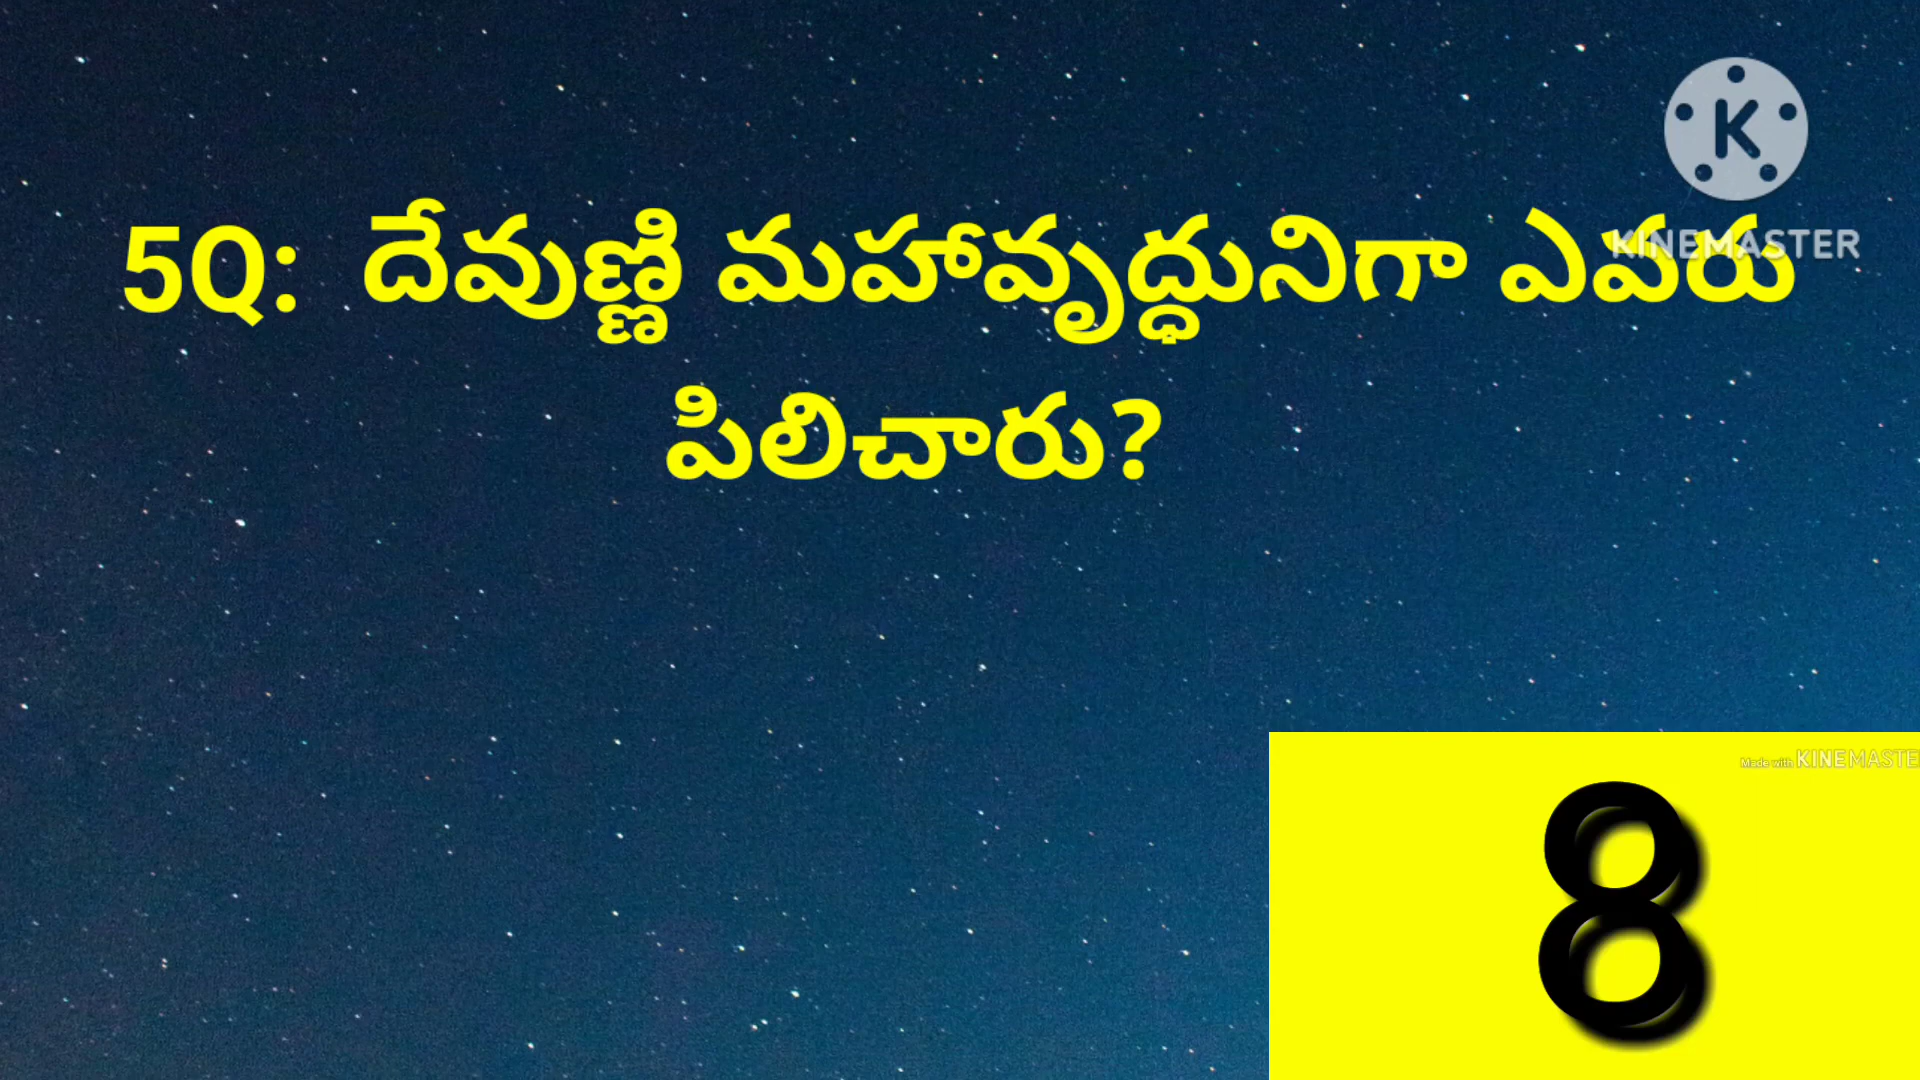 KINEMASTER
5Q: దేవుణ్ణి మహావృద్ధునిగా ఎవరు
పిలిచారు?
Made with KINEMASTE
8